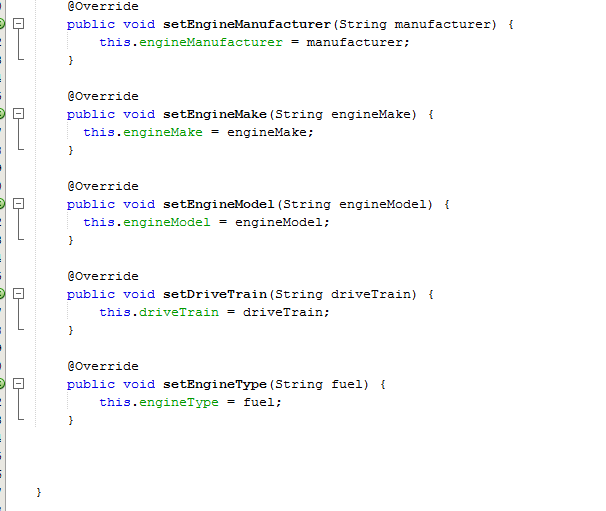 @Override
public void setEngineManufacturer(String manufacturer) {
this.engineManufacturer = manufacturer;
}
@Override
public void setEngineMake(String engineMake) {
this.engineMake = engineMake;
}
@Override
public void setEngineModel(String engineModel) {
this.engineModel = engineModel;
}
@Override
public void setDriveTrain(String driveTrain) {
this.driveTrain = driveTrain;
}
@Override
public void setEngineType(String fuel) {
this.engineType = fuel;
}
}